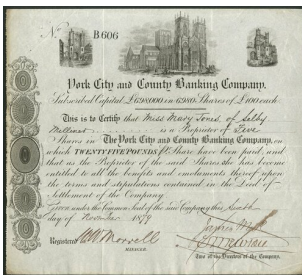 No B606
York City and County Banking Company.
Subscribed Capital £ in Shares of £100 each
This is to Certify that Miss Mary Jones of Selby
is a Proprietor of Five
Shares in The York City and County Banking Company, on
which TWENTY FIVE POUNDS Share have been paid, and
that as the Proprietor of the said Shares she has become
entitled to all the benefits and emoluments thereof upon
the terms and stipulations contained in the Deed of
Settlement of the Company
Given under the Common Seal of the said Company this
day of November 1879
Registered
MANAGER.
Two of the Directors of the Company